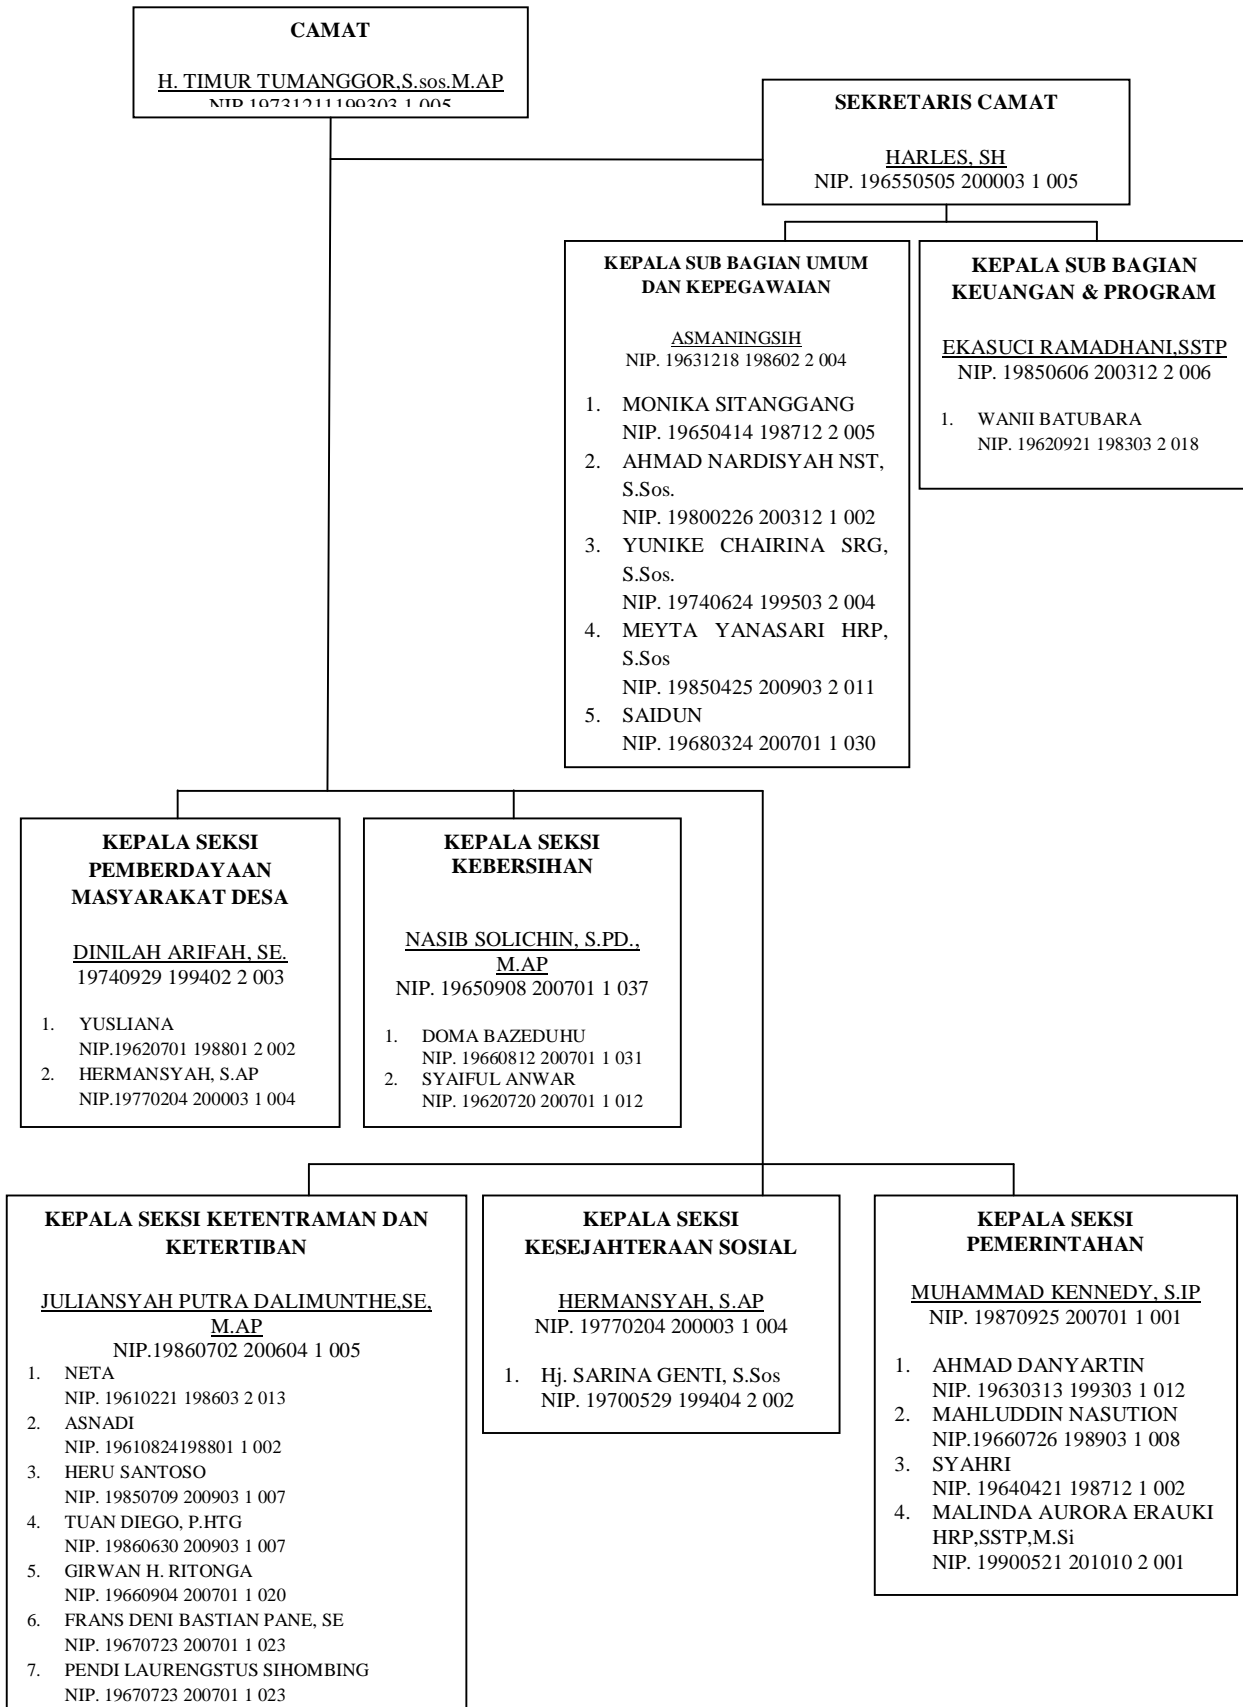 CAMAT
H. TIMUR TUMANGGOR,S.sos.M.AP
NIP 19731211199303 1 005
SEKRETARIS CAMAT
HARLES, SH
NIP. 196550505 200003 1 005
KEPALA SUB BAGIAN UMUM
DAN KEPEGAWAIAN
ASMANINGSIH
NIP. 19631218 198602 2 004
1. MONIKA SITANGGANG
NIP. 19650414 198712 2 005
2. AHMAD NARDISYAH NST,
S.Sos.
NIP. 19800226 200312 1 002
3. YUNIKE CHAIRINA SRG,
S.Sos.
NIP. 19740624 199503 2 004
4. MEYTA YANASARI HRP,
S.Sos
NIP. 19850425 200903 2 011
5. SAIDUN
NIP. 19680324 200701 1 030
KEPALA SUB BAGIAN
KEUANGAN & PROGRAM
EKASUCI RAMADHANI,SSTP
NIP. 19850606 200312 2 006
1. WANII BATUBARA
NIP. 19620921 198303 2 018
KEPALA SEKSI
PEMBERDAYAAN
MASYARAKAT DESA
DINILAH ARIFAH, SE.
19740929 199402 2 003
1. YUSLIANA
NIP.19620701 198801 2 002
2. HERMANSYAH, S.AP
NIP.19770204 200003 1 004
KEPALA SEKSI
KEBERSIHAN
NASIB SOLICHIN, S.PD.,
M.AP
NIP. 19650908 200701 1 037
1. DOMA BAZEDUHU
NIP. 19660812 200701 1 031
2. SYAIFUL ANWAR
NIP. 19620720 200701 1 012
KEPALA SEKSI KETENTRAMAN DAN
KETERTIBAN
JULIANSYAH PUTRA DALIMUNTHE,SE,
M.AP
NIP.19860702 200604 1 005
1. NETA
NIP. 19610221 198603 2 013
2. ASNADI
NIP. 19610824198801 1 002
3. HERU SANTOSO
NIP. 19850709 200903 1 007
4. TUAN DIEGO, P.HTG
NIP. 19860630 200903 1 007
5. GIRWAN H. RITONGA
NIP. 19660904 200701 1 020
6. FRANS DENI BASTIAN PANE, SE
NIP. 19670723 200701 1 023
7. PENDI LAURENGSTUS SIHOMBING
NIP. 19670723 200701 1 023
KEPALA SEKSI
KESEJAHTERAAN SOSIAL
HERMANSYAH, S.AP
NIP. 19770204 200003 1 004
1. Hj. SARINA GENTI, S.Sos
NIP. 19700529 199404 2 002
KEPALA SEKSI
PEMERINTAHAN
MUHAMMAD KENNEDY, S.IP
NIP. 19870925 200701 1 001
1. AHMAD DANYARTIN
NIP. 19630313 199303 1 012
2. MAHLUDDIN NASUTION
NIP.19660726 198903 1 008
3. SYAHRI
NIP. 19640421 198712 1 002
4. MALINDA AURORA ERAUKI
HRP,SSTP,M.Si
NIP. 19900521 201010 2 001